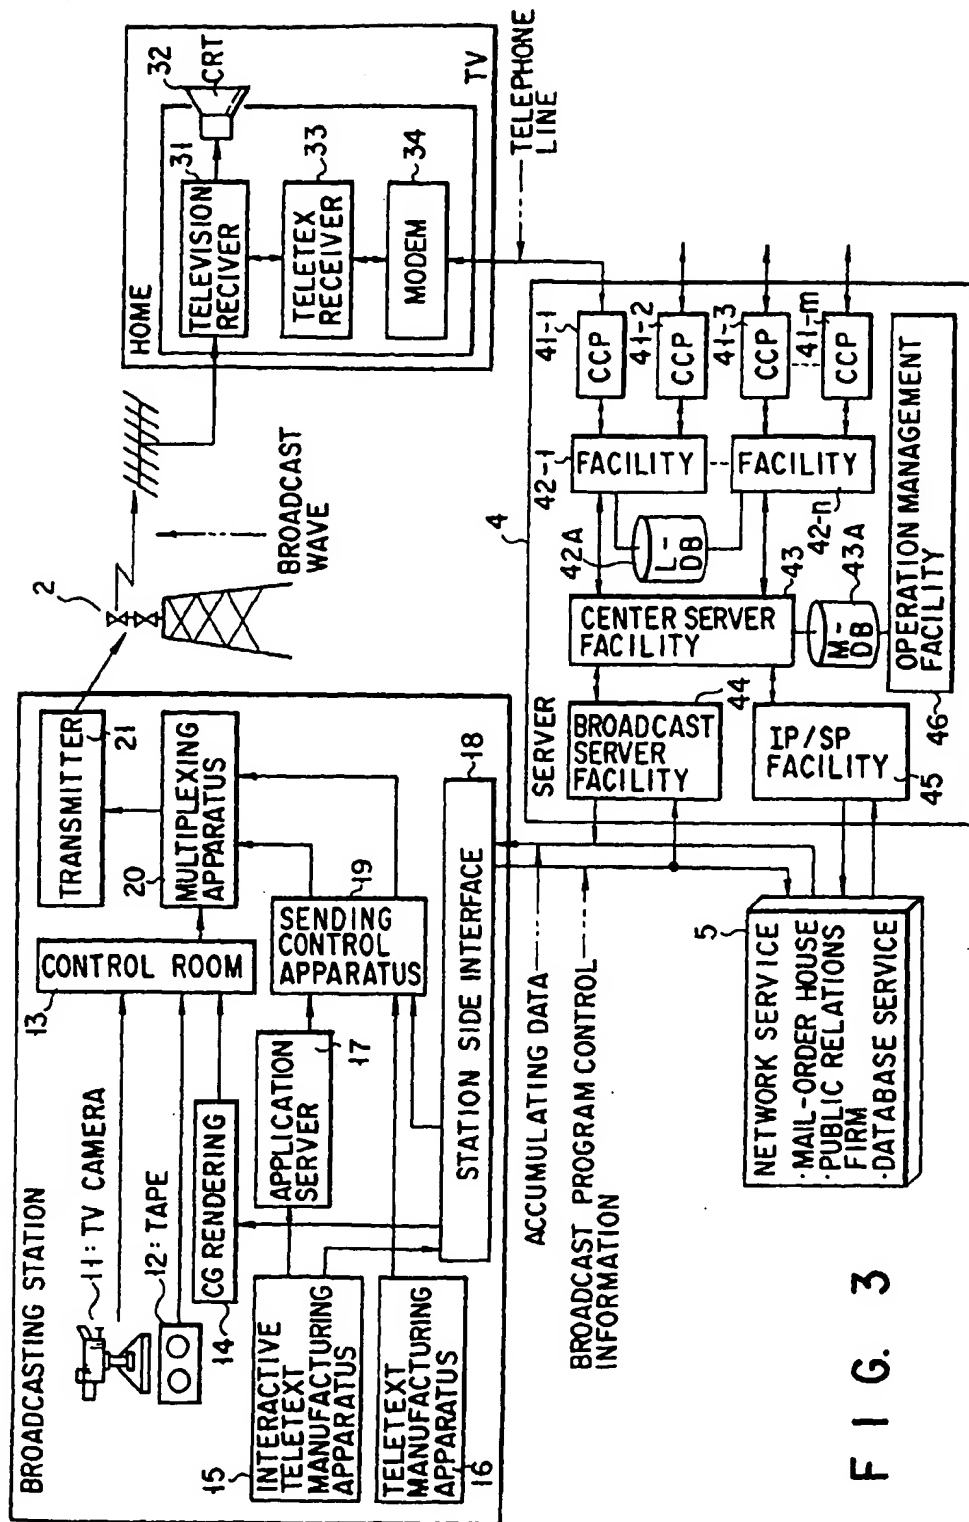 BROADCASTING STATION
11: TV CAMERA
12: TAPE
CG RENDERING
14
INTERACTIVE
TELETEXT
MANUFACTURING
APPARATUS
15
TELETEXT
MANUFACTURING
APPARATUS
16
APPLICATION
SERVER
17
CONTROL ROOM
13
SENDING
CONTROL
APPARATUS
19
STATION SIDE INTERFACE
18
MULTIPLEXING
APPARATUS
20
TRANSMITTER
21
2
BROADCAST
WAVE
HOME
TELEVISION
RECIVER
31
CRT
32
TELETEX
RECEIVER
33
MODEM
34
TV
TELEPHONE
LINE
ACCUMULATING DATA
BROADCAST PROGRAM CONTROL
INFORMATION
4
SERVER
BROADCAST
SERVER
FACILITY
44
IP/SP
FACILITY
45
CENTER SERVER
FACILITY
43
L-
DB
42A
M-
DB
43A
FACILITY
42-1
FACILITY
42-n
CCP
41-1
CCP
41-2
CCP
41-3
CCP
41-m
OPERATION MANAGEMENT
FACILITY
46
5
NETWORK SERVICE
·MAIL-ORDER HOUSE
·PUBLIC RELATIONS
FIRM
·DATABASE SERVICE
FIG. 3